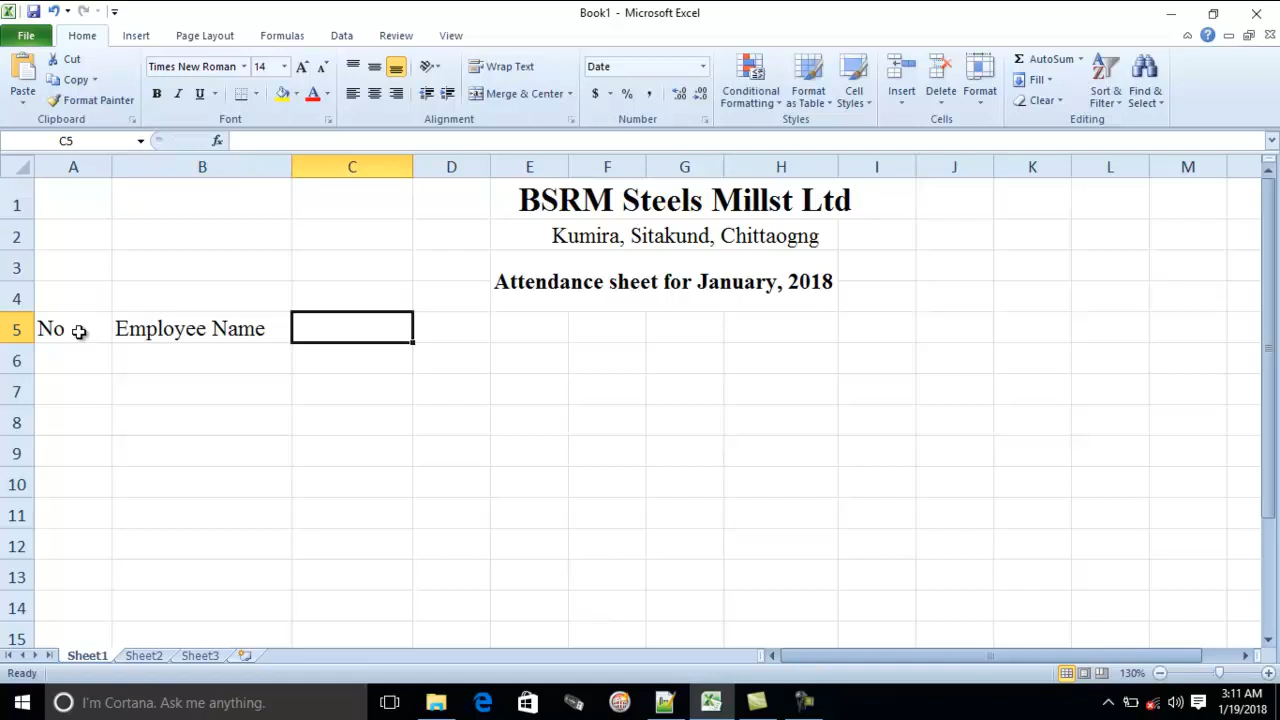 Book1 - Microsoft Excel
File Home Insert Page Layout Formulas Data Review View
Paste Cut Copy Format Painter Clipboard
Times New Roman 14 B I U A Font
Wrap Text Merge & Center Alignment
Date $ % , Number
Conditional Formatting Format as Table Cell Styles Styles
Insert Delete Format Cells
AutoSum Fill Clear Sort & Filter Find & Select Editing
C5 fx
A B C D E F G H I J K L M
1 BSRM Steels Millst Ltd
2 Kumira, Sitakund, Chittaogng
3
Attendance sheet for January, 2018
4
5 No Employee Name
6
7
8
9
10
11
12
13
14
15
Sheet1 Sheet2 Sheet3
Ready 130%
I'm Cortana. Ask me anything. 3:11 AM
1/19/2018